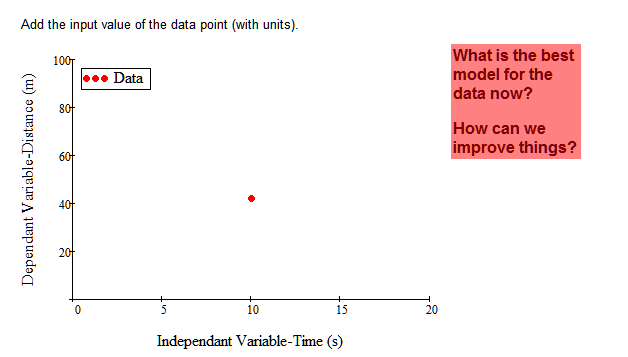 Add the input value of the data point (with units).
100
Data
80
60
40
20
0
5
10
15
20
Dependant Variable-Distance (m)
Independant Variable-Time (s)
What is the best
model for the
data now?
How can we
improve things?